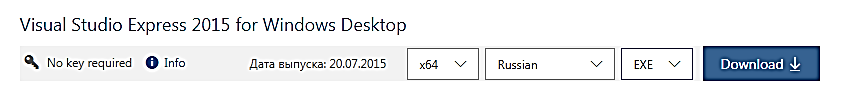 Visual Studio Express 2015 for Windows Desktop
No key required Info Дата выпуска: 20.07.2015 x64 Russian EXE Download